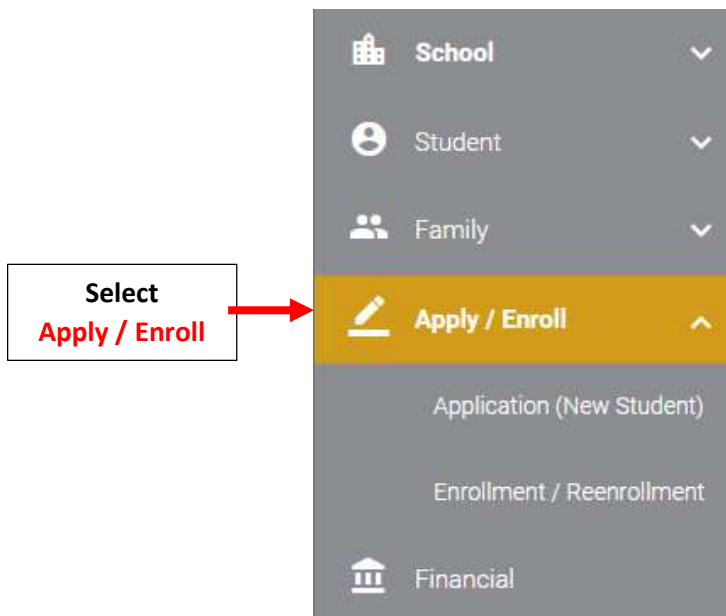 School
Student
Family
Select
Apply / Enroll
Apply / Enroll
Application (New Student)
Enrollment / Reenrollment
Financial